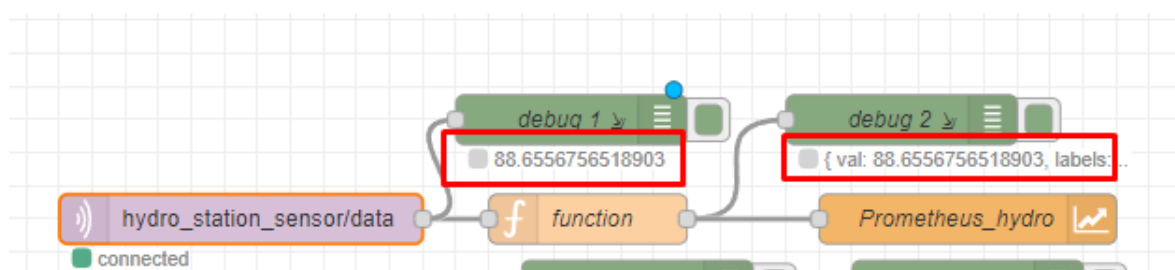 debug 1
debug 2
88.6556756518903
{ val: 88.6556756518903, labels:...
hydro_station_sensor/data
function
Prometheus_hydro
connected